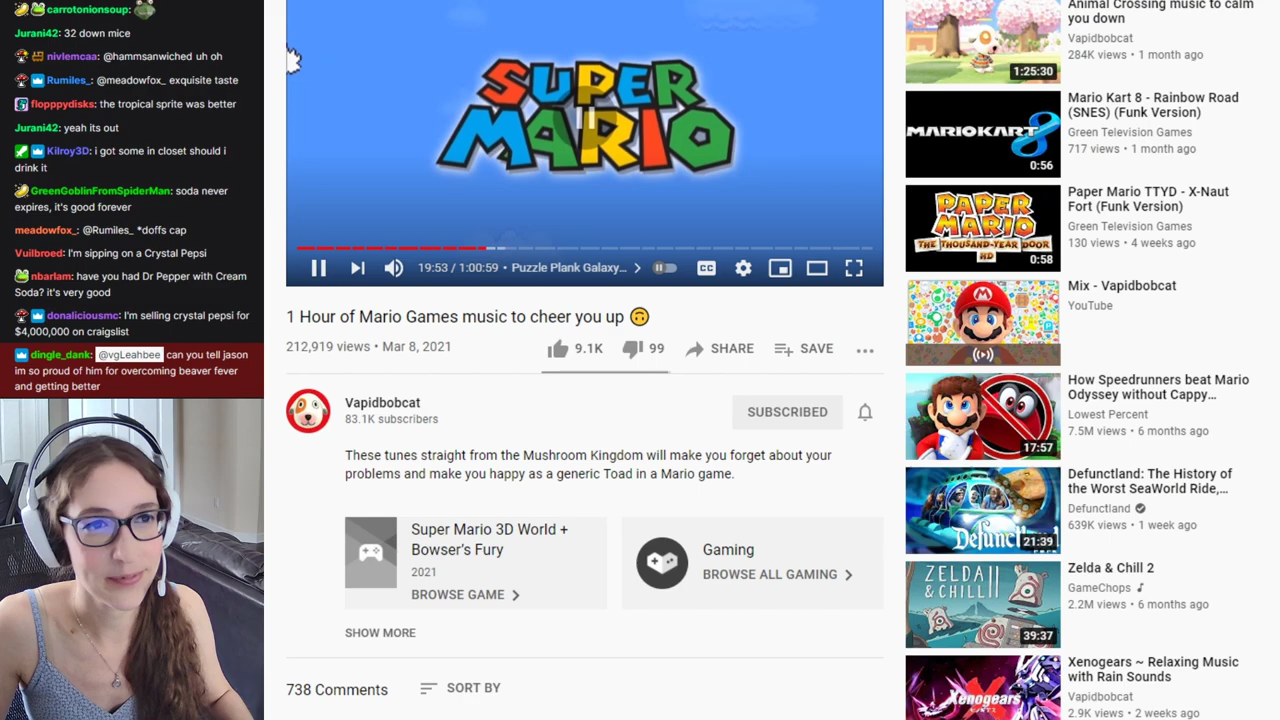 carrotonionsoup:
Jurani42: 32 down mice
nivlemcaa: @hammsanwiched uh oh
Rumiles_: @meadowfox_ exquisite taste
flopppydisks: the tropical sprite was better
Jurani42: yeah its out
Kilroy3D: i got some in closet should i
drink it
GreenGoblinFromSpiderMan: soda never
expires, it's good forever
meadowfox_: @Rumiles_ *doffs cap
Vuilbroed: I'm sipping on a Crystal Pepsi
nbarlam: have you had Dr Pepper with Cream
Soda? it's very good
donaliciousmc: I'm selling crystal pepsi for
$4,000,000 on craigslist
dingle_dank: @vgLeahbee can you tell jason
im so proud of him for overcoming beaver fever
and getting better
SUPER
MARIO
19:53 / 1:00:59 • Puzzle Plank Galaxy...
CC
1 Hour of Mario Games music to cheer you up 🙃
212,919 views • Mar 8, 2021
9.1K
99
SHARE
SAVE
Vapidbobcat
83.1K subscribers
SUBSCRIBED
These tunes straight from the Mushroom Kingdom will make you forget about your
problems and make you happy as a generic Toad in a Mario game.
Super Mario 3D World +
Bowser's Fury
2021
BROWSE GAME
Gaming
BROWSE ALL GAMING
SHOW MORE
738 Comments
SORT BY
Animal Crossing music to calm
you down
Vapidbobcat
284K views • 1 month ago
1:25:30
Mario Kart 8 - Rainbow Road
(SNES) (Funk Version)
Green Television Games
717 views • 1 month ago
MARIOKART 8
0:56
Paper Mario TTYD - X-Naut
Fort (Funk Version)
Green Television Games
130 views • 4 weeks ago
PAPER
MARIO
THE THOUSAND-YEAR DOOR
HD
0:58
Mix - Vapidbobcat
YouTube
How Speedrunners beat Mario
Odyssey without Cappy...
Lowest Percent
7.5M views • 6 months ago
17:57
Defunctland: The History of
the Worst SeaWorld Ride,...
Defunctland
639K views • 1 week ago
Defunctl
21:39
Zelda & Chill 2
GameChops
2.2M views • 6 months ago
ZELDA
& CHILL II
39:37
Xenogears ~ Relaxing Music
with Rain Sounds
Vapidbobcat
2.9K views • 2 weeks ago
Xenogears